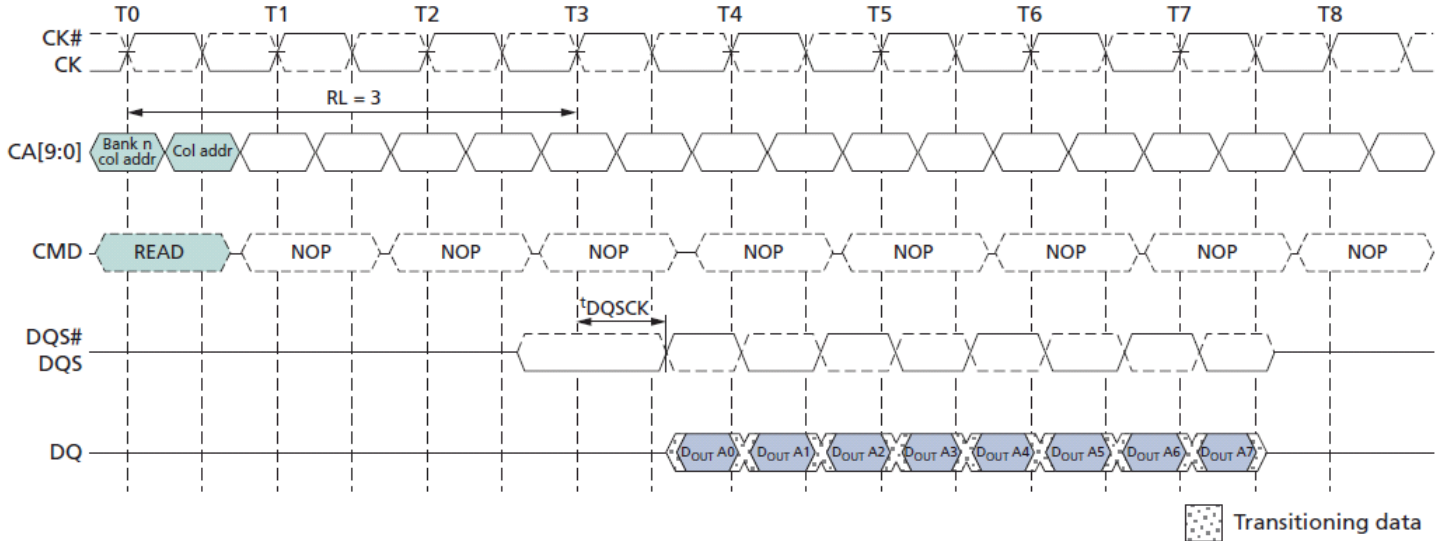 T0 T1 T2 T3 T4 T5 T6 T7 T8
CK#
CK
RL = 3
CA[9:0] Bank n col addr Col addr
CMD READ NOP NOP NOP NOP NOP NOP NOP NOP
tDQSCK
DQS#
DQS
DQ DOUT A0 DOUT A1 DOUT A2 DOUT A3 DOUT A4 DOUT A5 DOUT A6 DOUT A7
Transitioning data